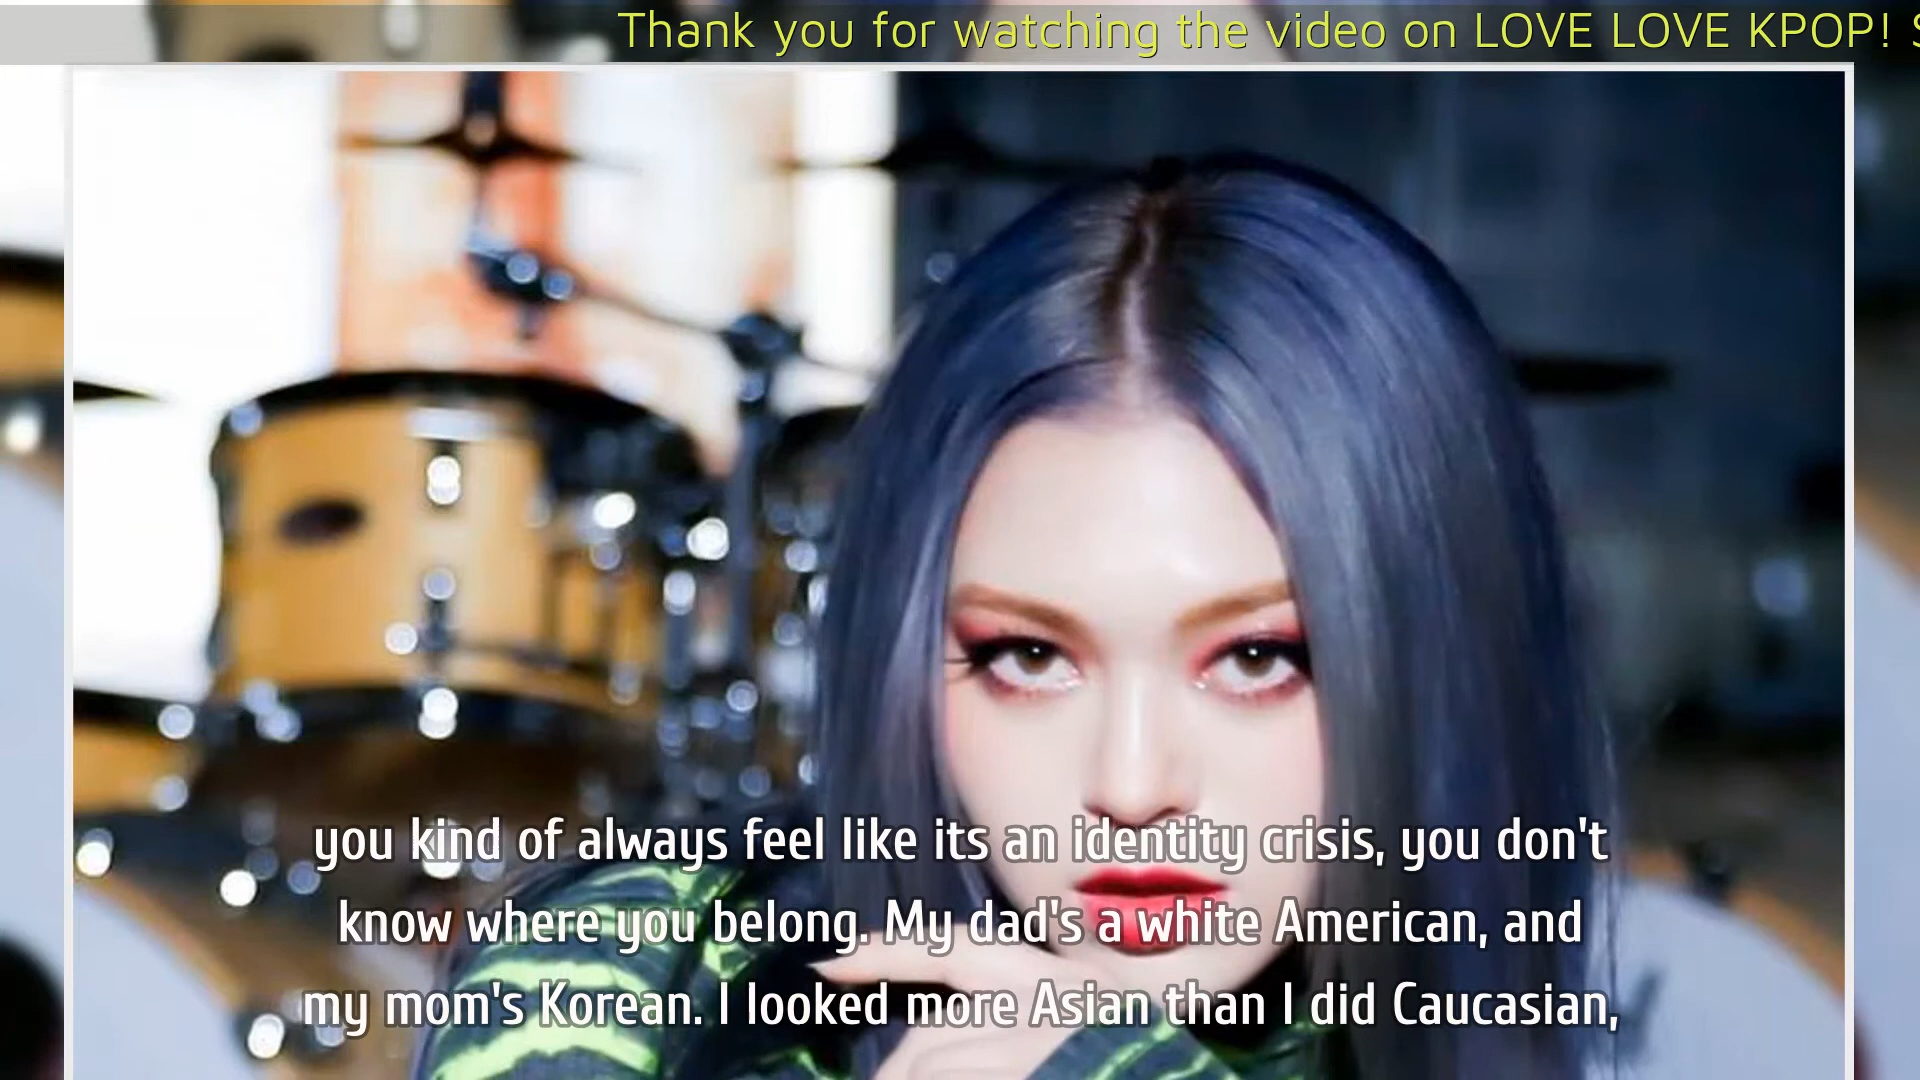 Thank you for watching the video on LOVE LOVE KPOP!
you kind of always feel like its an identity crisis, you don't
know where you belong. My dad's a white American, and
my mom's Korean. I looked more Asian than I did Caucasian,